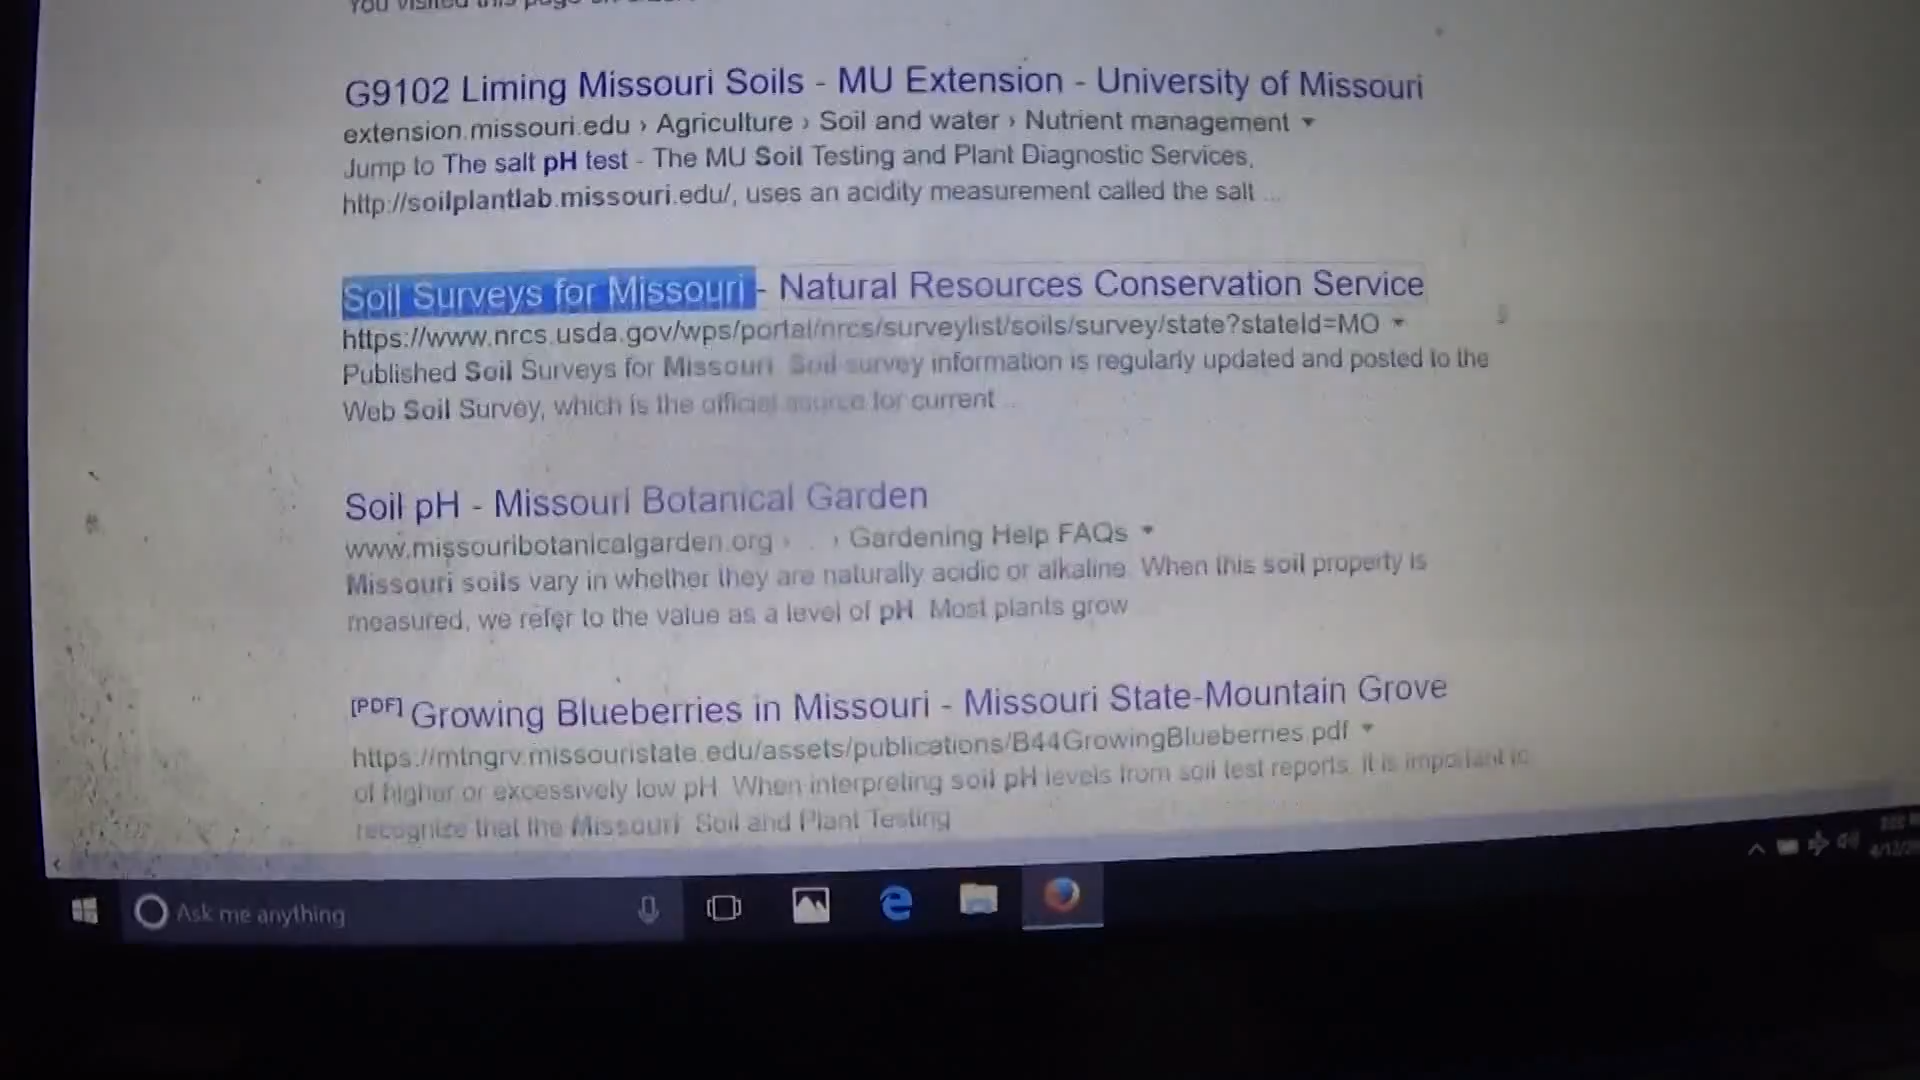 You visited this page on
G9102 Liming Missouri Soils - MU Extension - University of Missouri
extension.missouri.edu › Agriculture › Soil and water › Nutrient management
Jump to The salt pH test - The MU Soil Testing and Plant Diagnostic Services,
http://soilplantlab.missouri.edu/, uses an acidity measurement called the salt ...
Soil Surveys for Missouri - Natural Resources Conservation Service
https://www.nrcs.usda.gov/wps/portal/nrcs/surveylist/soils/survey/state?stateId=MO
Published Soil Surveys for Missouri. Soil survey information is regularly updated and posted to the
Web Soil Survey, which is the official source for current ...
Soil pH - Missouri Botanical Garden
www.missouribotanicalgarden.org › ... › Gardening Help FAQs
Missouri soils vary in whether they are naturally acidic or alkaline. When this soil property is
measured, we refer to the value as a level of pH. Most plants grow
[PDF] Growing Blueberries in Missouri - Missouri State-Mountain Grove
https://mtngrv.missouristate.edu/assets/publications/B44GrowingBlueberries.pdf
of higher or excessively low pH. When interpreting soil pH levels from soil test reports, it is important to
recognize that the Missouri Soil and Plant Testing
Ask me anything